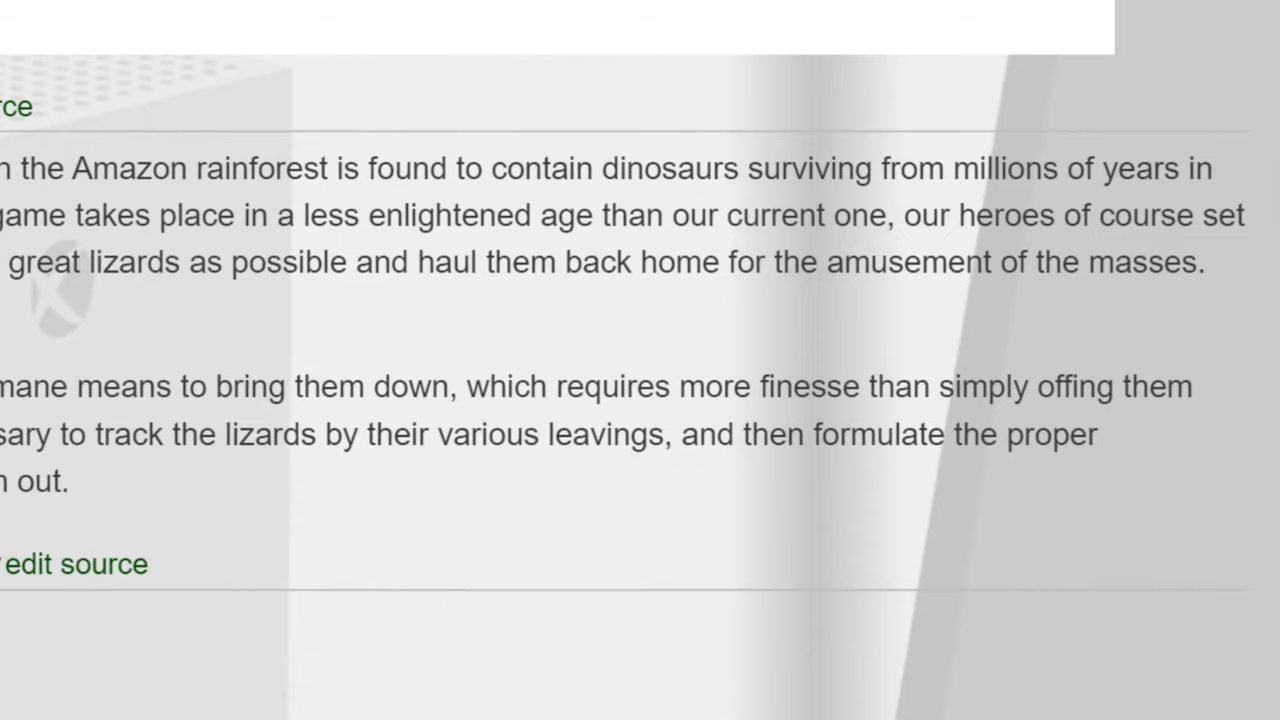 the Amazon rainforest is found to contain dinosaurs surviving from millions of years in
game takes place in a less enlightened age than our current one, our heroes of course set
great lizards as possible and haul them back home for the amusement of the masses.
means to bring them down, which requires more finesse than simply offing them
to track the lizards by their various leavings, and then formulate the proper
out.
edit source